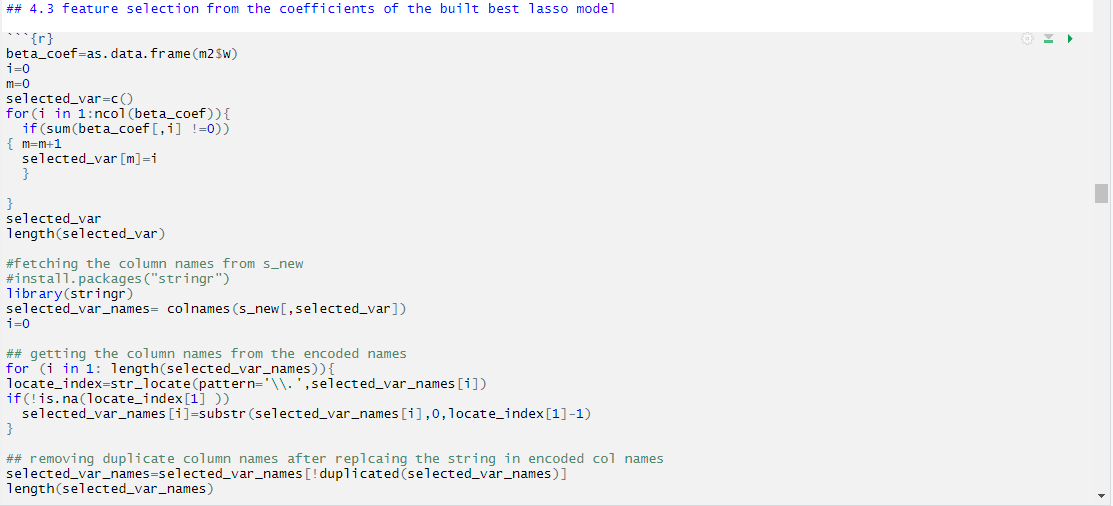 ## 4.3 feature selection from the coefficients of the built best lasso model
```{r}
beta_coef=as.data.frame(m2$W)
i=0
m=0
selected_var=c()
for(i in 1:ncol(beta_coef)){
  if(sum(beta_coef[,i] !=0))
{ m=m+1
  selected_var[m]=i
  }

}
selected_var
length(selected_var)

#fetching the column names from s_new
#install.packages("stringr")
library(stringr)
selected_var_names= colnames(s_new[,selected_var])
i=0

## getting the column names from the encoded names
for (i in 1: length(selected_var_names)){
locate_index=str_locate(pattern='\\.',selected_var_names[i])
if(!is.na(locate_index[1] ))
  selected_var_names[i]=substr(selected_var_names[i],0,locate_index[1]-1)
}

## removing duplicate column names after replcaing the string in encoded col names
selected_var_names=selected_var_names[!duplicated(selected_var_names)]
length(selected_var_names)